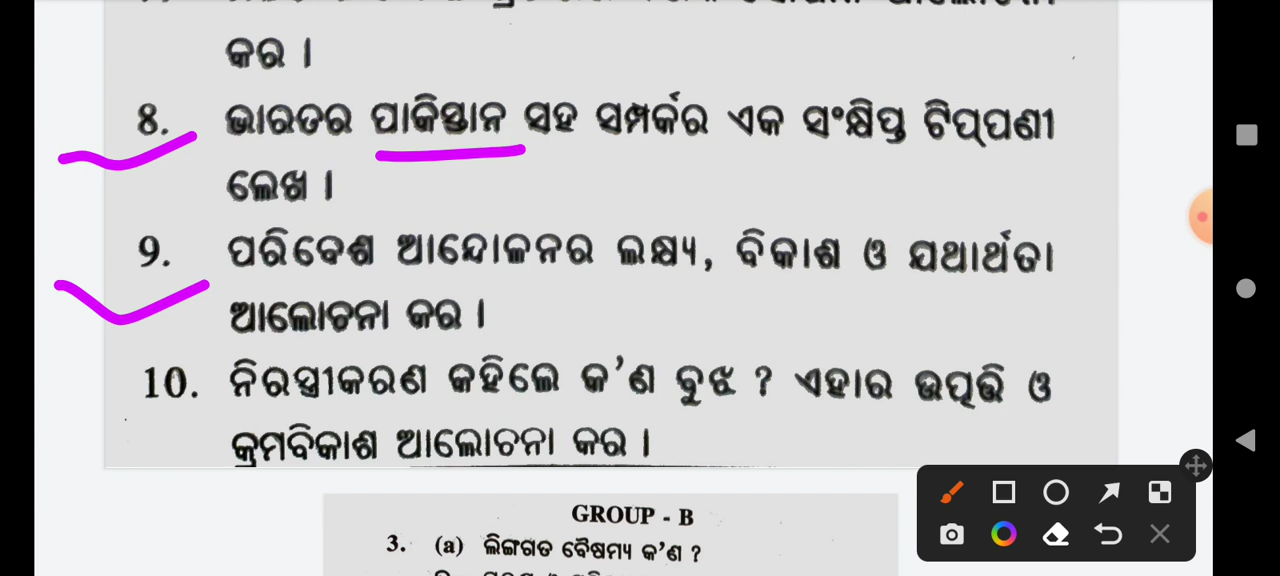 କର ।
8. ଭାରତର ପାକିସ୍ତାନ ସହ ସମ୍ପର୍କର ଏକ ସଂକ୍ଷିପ୍ତ ଟିପ୍ପଣୀ
ଲେଖ ।
9. ପରିବେଶ ଆନ୍ଦୋଳନର ଲକ୍ଷ୍ୟ, ବିକାଶ ଓ ଯଥାର୍ଥତା
ଆଲୋଚନା କର ।
10. ନିରସ୍ତ୍ରୀକରଣ କହିଲେ କ'ଣ ବୁଝ ? ଏହାର ଉତ୍ପତ୍ତି ଓ
କ୍ରମବିକାଶ ଆଲୋଚନା କର ।
GROUP - B
3. (a) ଲିଙ୍ଗଗତ ବୈଷମ୍ୟ କ'ଣ ?